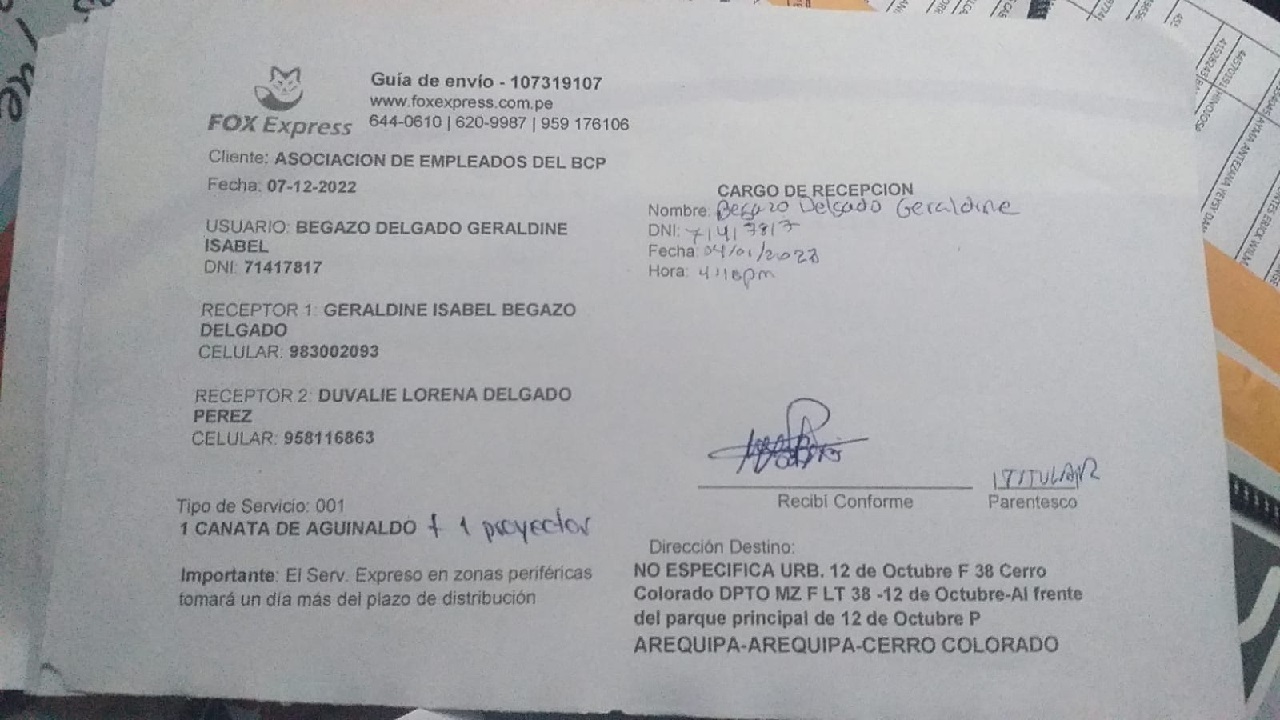 FOX Express
Guía de envío - 107319107
www.foxexpress.com.pe
644-0610 | 620-9987 | 959 176106
Cliente: ASOCIACION DE EMPLEADOS DEL BCP
Fecha: 07-12-2022
USUARIO: BEGAZO DELGADO GERALDINE
ISABEL
DNI: 71417817
RECEPTOR 1: GERALDINE ISABEL BEGAZO
DELGADO
CELULAR: 983002093
RECEPTOR 2: DUVALIE LORENA DELGADO
PEREZ
CELULAR: 958116863
Tipo de Servicio: 001
1 CANATA DE AGUINALDO + 1 proyector
Importante: El Serv. Expreso en zonas periféricas
tomará un día más del plazo de distribución
CARGO DE RECEPCION
Nombre: Begazo Delgado Geraldine
DNI:
Fecha: 04/01/2023
Hora: 4:18pm
Recibí Conforme
TITULAR
Parentesco
Dirección Destino:
NO ESPECIFICA URB. 12 de Octubre F 38 Cerro
Colorado DPTO MZ F LT 38 -12 de Octubre-Al frente
del parque principal de 12 de Octubre P
AREQUIPA-AREQUIPA-CERRO COLORADO